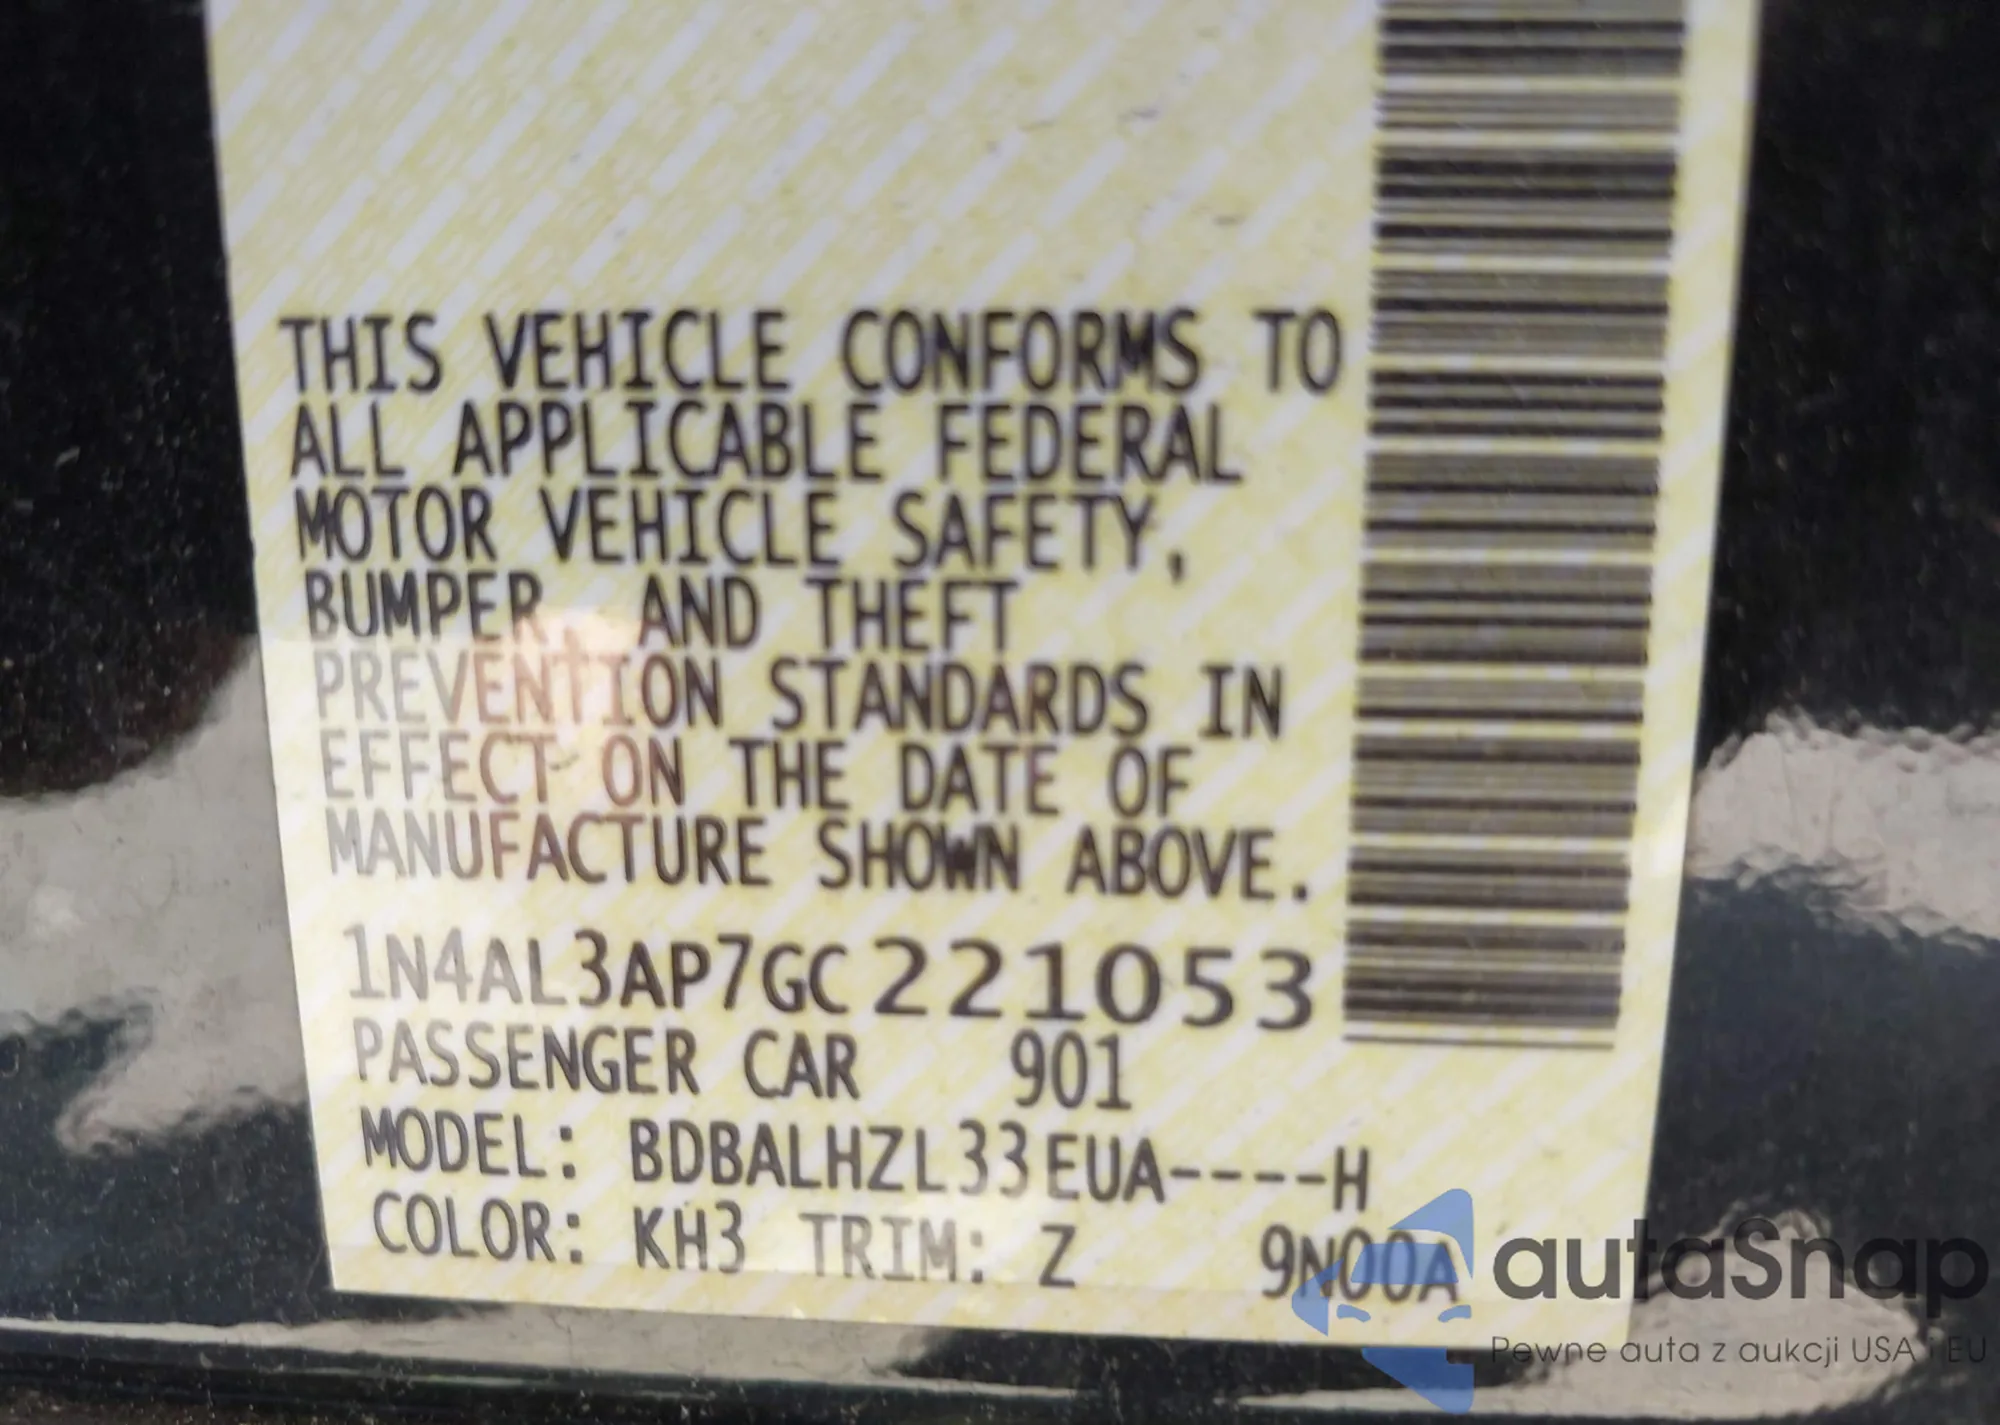 THIS VEHICLE CONFORMS TO
ALL APPLICABLE FEDERAL
MOTOR VEHICLE SAFETY,
BUMPER, AND THEFT
PREVENTION STANDARDS IN
EFFECT ON THE DATE OF
MANUFACTURE SHOWN ABOVE.
1N4AL3AP7GC221053
PASSENGER CAR 901
MODEL: BDBALHZL33EUA----H
COLOR: KH3 TRIM: Z 9N00A
autaSnap
Pewne auta z aukcji USA i EU